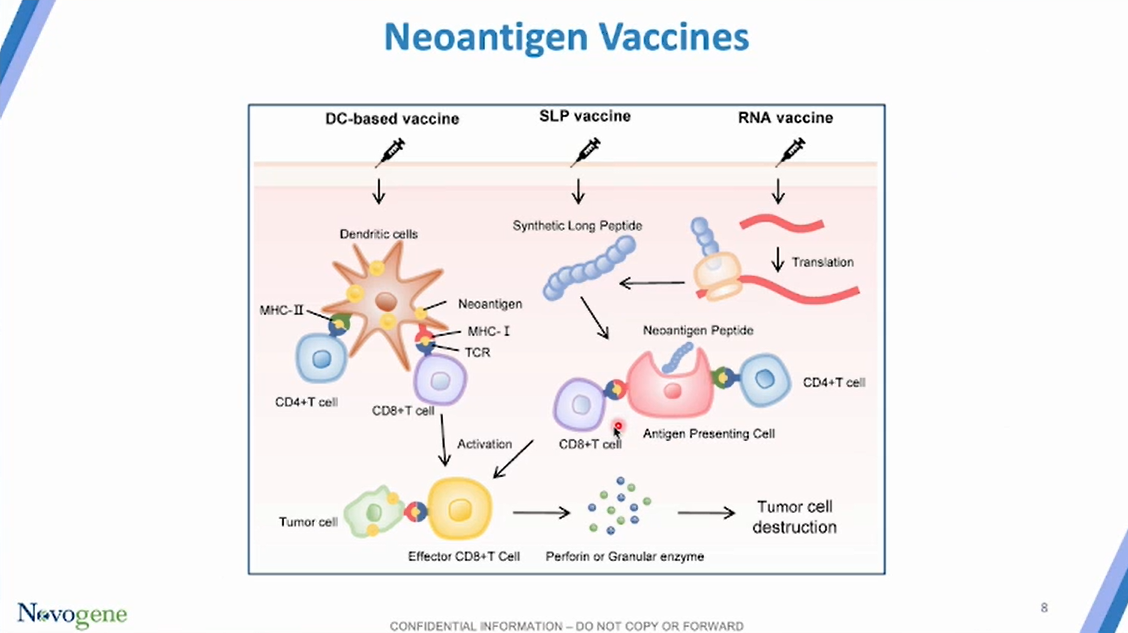 Neoantigen Vaccines
DC-based vaccine
SLP vaccine
RNA vaccine
Dendritic cells
Synthetic Long Peptide
Translation
MHC-II
Neoantigen
MHC-I
TCR
Neoantigen Peptide
CD4+T cell
CD8+T cell
CD4+T cell
CD8+T cell
Antigen Presenting Cell
Activation
Tumor cell
Effector CD8+T Cell
Perforin or Granular enzyme
Tumor cell
destruction
Novogene
CONFIDENTIAL INFORMATION – DO NOT COPY OR FORWARD
8